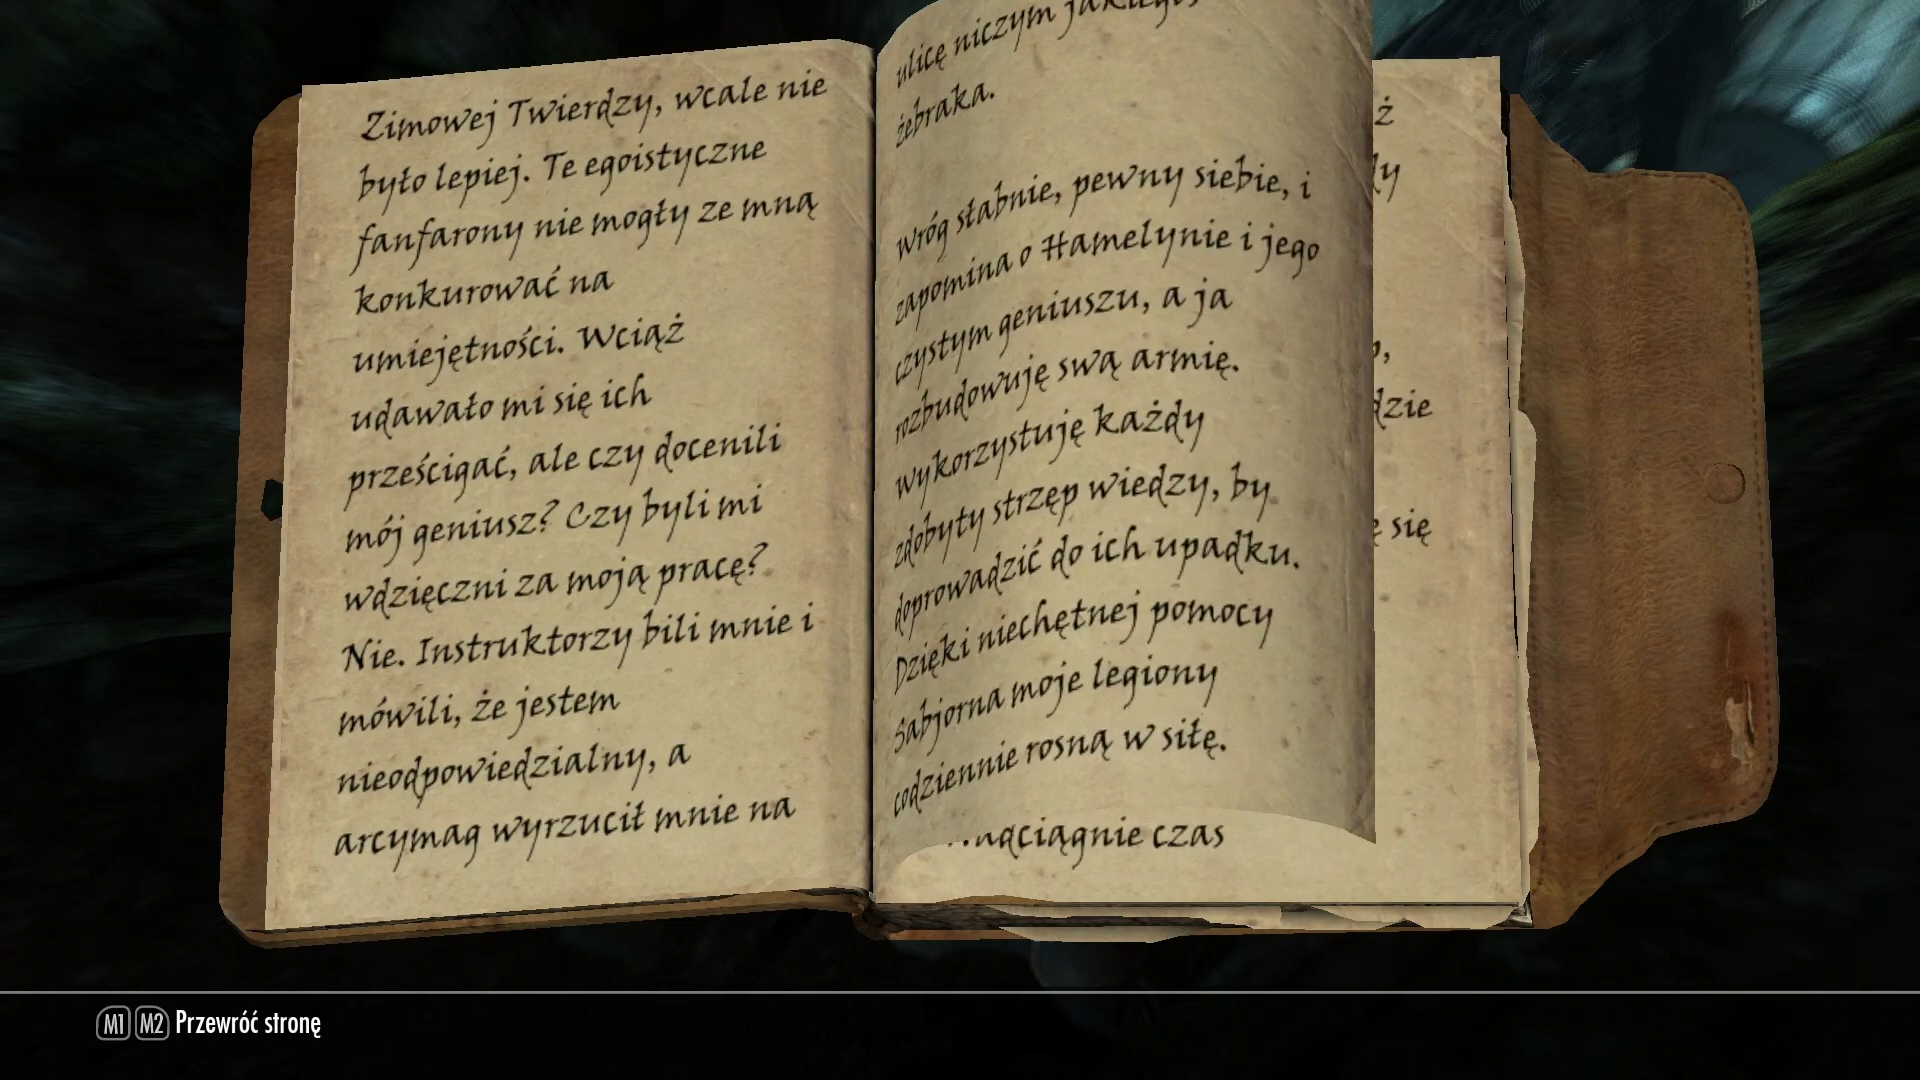 Zimowej Twierdzy, wcale nie
było lepiej. Te egoistyczne
fanfarony nie mogły ze mną
konkurować na
umiejętności. Wciąż
udawało mi się ich
prześcigać, ale czy docenili
mój geniusz? Czy byli mi
wdzięczni za moją pracę?
Nie. Instruktorzy bili mnie i
mówili, że jestem
nieodpowiedzialny, a
arcymag wyrzucił mnie na
ulicę niczym jakiegoś
żebraka.
Wróg słabnie, pewny siebie, i
zapomina o Hamelynie i jego
czystym geniuszu, a ja
rozbudowuję swą armię.
Wykorzystuję każdy
zdobyty strzęp wiedzy, by
doprowadzić do ich upadku.
Dzięki niechętnej pomocy
Sabjorna moje legiony
codziennie rosną w siłę.
czas
się
Przewróć stronę
M1 M2